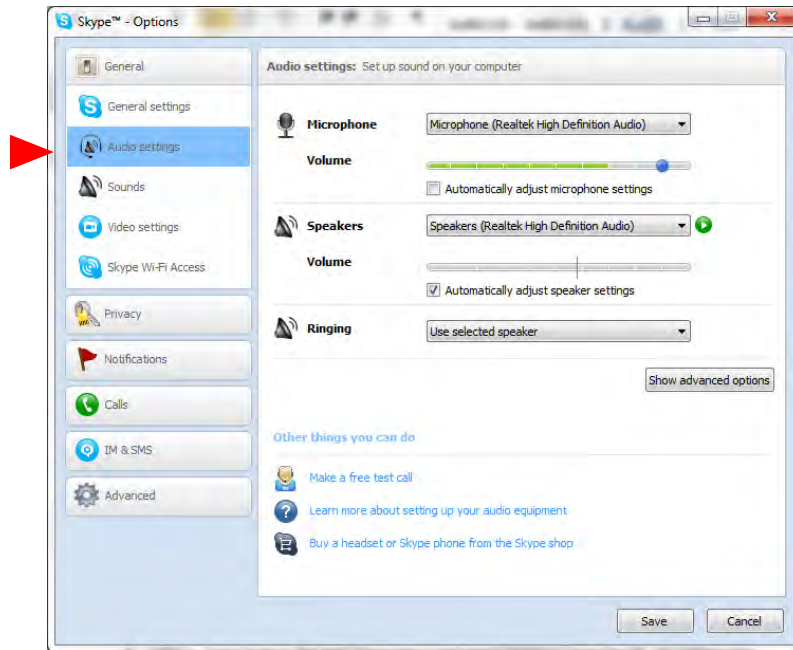 Skype™ - Options
General
General settings
Audio settings
Sounds
Video settings
Skype Wi-Fi Access
Privacy
Notifications
Calls
IM & SMS
Advanced
Audio settings: Set up sound on your computer
Microphone Microphone (Realtek High Definition Audio)
Volume
Automatically adjust microphone settings
Speakers Speakers (Realtek High Definition Audio)
Volume
Automatically adjust speaker settings
Ringing Use selected speaker
Show advanced options
Other things you can do
Make a free test call
Learn more about setting up your audio equipment
Buy a headset or Skype phone from the Skype shop
Save Cancel